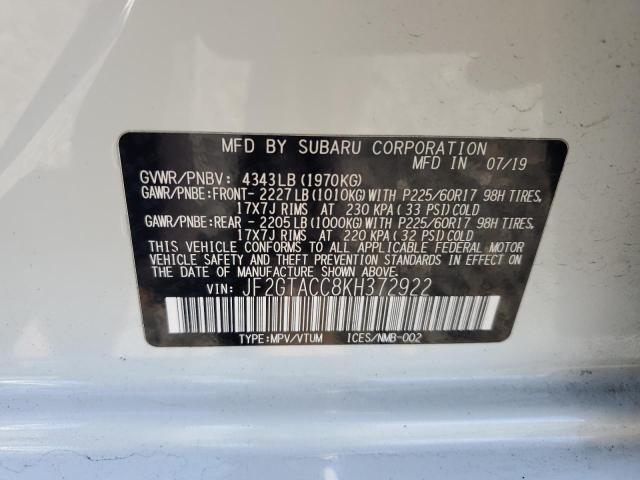 MFD BY SUBARU CORPORATION
MFD IN 07/19
GVWR/PNBV: 4343LB (1970KG)
GAWR/PNBE:FRONT- 2227LB (1010KG) WITH P225/60R17 98H TIRES,
17X7J RIMS AT 230 KPA (33 PSI) COLD
GAWR/PNBE:REAR - 2205LB (1000KG) WITH P225/60R17 98H TIRES,
17X7J RIMS AT 220 KPA (32 PSI) COLD
THIS VEHICLE CONFORMS TO ALL APPLICABLE FEDERAL MOTOR
VEHICLE SAFETY AND BUMPER STANDARDS IN EFFECT ON THE
DATE OF MANUFACTURE SHOWN ABOVE.
VIN: JF2GTACC8KH372922
TYPE:MPV/VTUM ICES/NMB-002